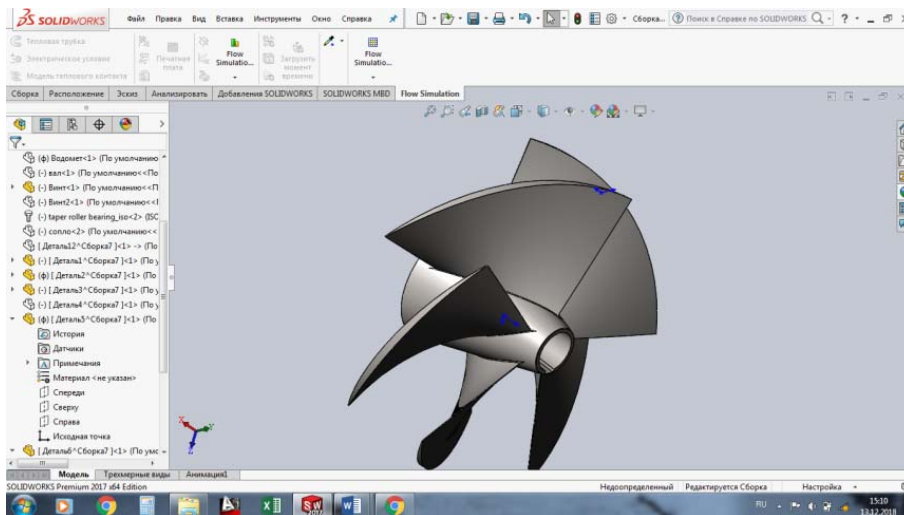 SOLIDWORKS
Файл Правка Вид Вставка Инструменты Окно Справка
Сборка... Поиск в Справке по SOLIDWORKS
Тепловая трубка
Электрическое условие
Модель теплового контакта
Печатная плата
Flow Simulatio...
Загрузить момент времени
Flow Simulatio...
Сборка Расположение Эскиз Анализировать Добавления SOLIDWORKS SOLIDWORKS MBD Flow Simulation
(ф) Водомет<1> (По умолчанию
(-) вал<1> (По умолчанию<<По
(-) Винт<1> (По умолчанию<<П
(-) Винт2<1> (По умолчанию<<
(-) taper roller bearing_iso<2> (ISC
(-) сопло<2> (По умолчанию<<
[ Деталь12^Сборка7 ]<1> -> (По
(-) [ Деталь1^Сборка7 ]<1> (По у
(ф) [ Деталь2^Сборка7 ]<1> (По
(-) [ Деталь3^Сборка7 ]<1> (По у
(-) [ Деталь4^Сборка7 ]<1> (По у
(ф) [ Деталь5^Сборка7 ]<1> (По
История
Датчики
Примечания
Материал <не указан>
Спереди
Сверху
Справа
Исходная точка
[ Деталь6^Сборка7 ]<1> (По умс
Модель Трехмерные виды Анимация1
SOLIDWORKS Premium 2017 x64 Edition Недоопределенный Редактируется Сборка Настройка
RU 15:10
13.12.2018